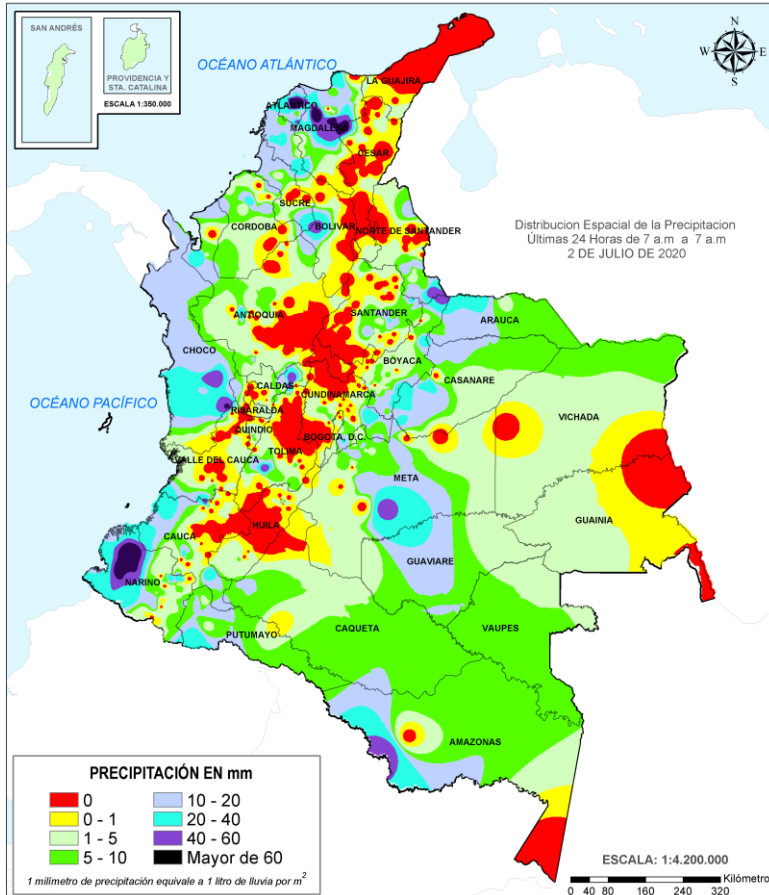 SAN ANDRÉS
PROVIDENCIA Y
STA. CATALINA
ESCALA 1:350.000
OCÉANO ATLÁNTICO
N
W
E
S
LA GUAJIRA
ATLANTICO
MAGDALENA
CESAR
SUCRE
CORDOBA
BOLIVAR
NORTE DE SANTANDER
Distribucion Espacial de la Precipitacion
Últimas 24 Horas de 7 a.m a 7 a.m
2 DE JULIO DE 2020
ANTIOQUIA
SANTANDER
ARAUCA
CHOCO
BOYACA
CALDAS
CASANARE
CUNDINAMARCA
OCÉANO PACÍFICO
RISARALDA
VICHADA
QUINDIO
BOGOTA, D.C.
TOLIMA
VALLE DEL CAUCA
META
GUAINIA
HUILA
CAUCA
GUAVIARE
NARIÑO
CAQUETA
VAUPES
PUTUMAYO
AMAZONAS
PRECIPITACIÓN EN mm
0
10 - 20
0 - 1
20 - 40
1 - 5
40 - 60
5 - 10
Mayor de 60
1 milímetro de precipitación equivale a 1 litro de lluvia por m²
ESCALA: 1:4.200.000
Kilómetro
0 40 80 160 240 320